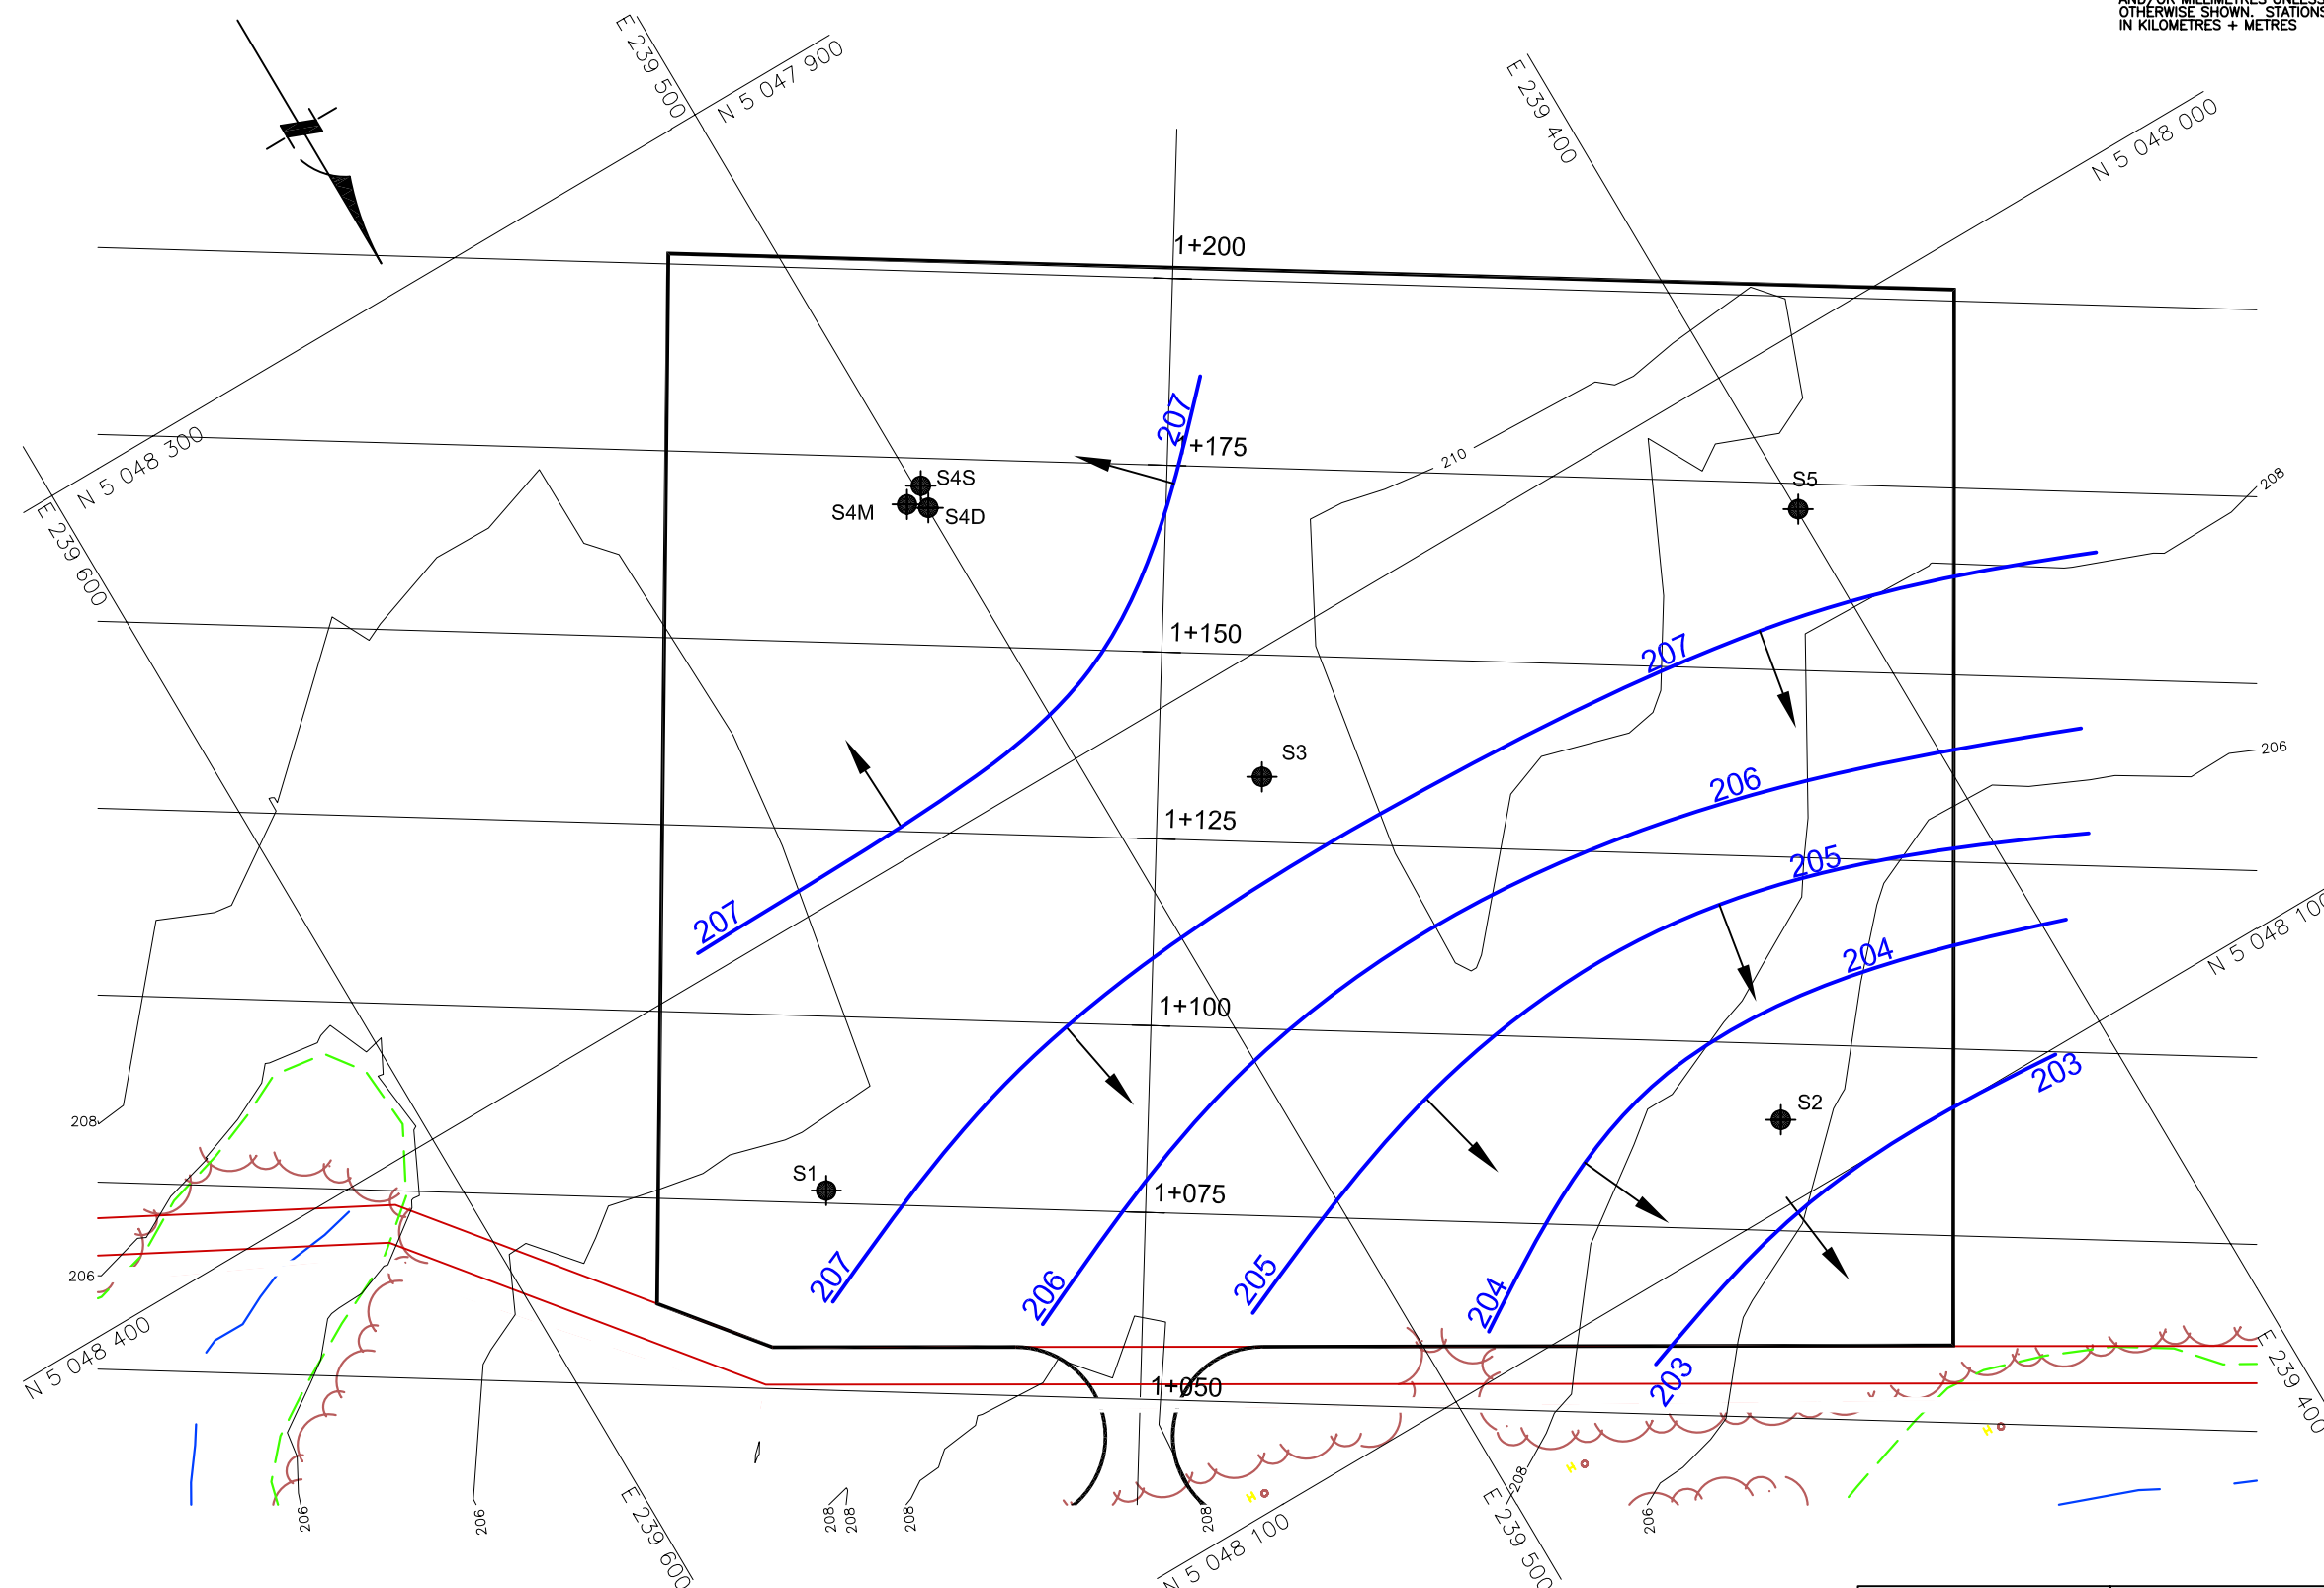 AND/OR MILLIMETRES UNLESS
OTHERWISE SHOWN. STATIONS
IN KILOMETRES + METRES
E 239 500
N 5 047 900
E 239 400
N 5 048 000
1+200
207
1+175
N 5 048 300
E 239 600
210
S4S
S4M
S4D
S5
208
1+150
207
S3
206
206
1+125
205
207
204
N 5 048 100
1+100
203
208
S2
S1
1+075
206
207
206
205
204
N 5 048 400
203
1+050
E 239 400
206
206
E 239 600
208
208
208
208
N 5 048 100
E 239 500
208
206
H
H
H